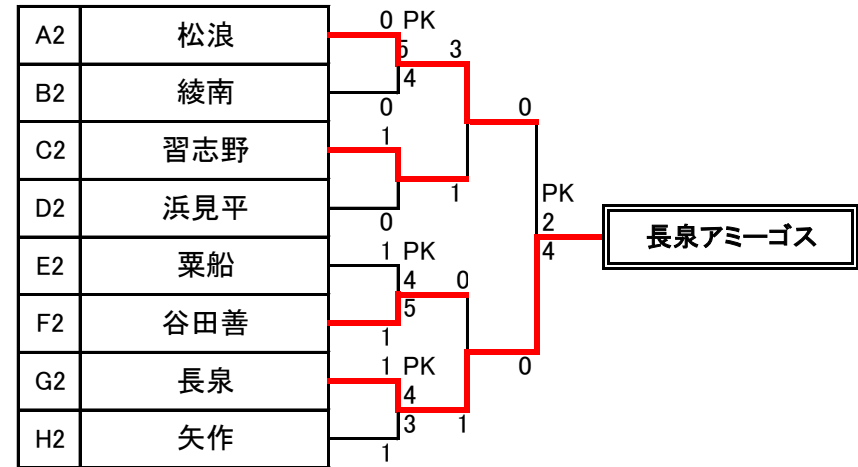 0 PK
A2 松浪
5 3
4
B2 綾南
0 0
1
C2 習志野
1 PK
D2 浜見平
0 2
長泉アミーゴス
1 PK 4
E2 粟船
4 0
5
F2 谷田善
1
1 PK 0
G2 長泉
4
3 1
H2 矢作
1